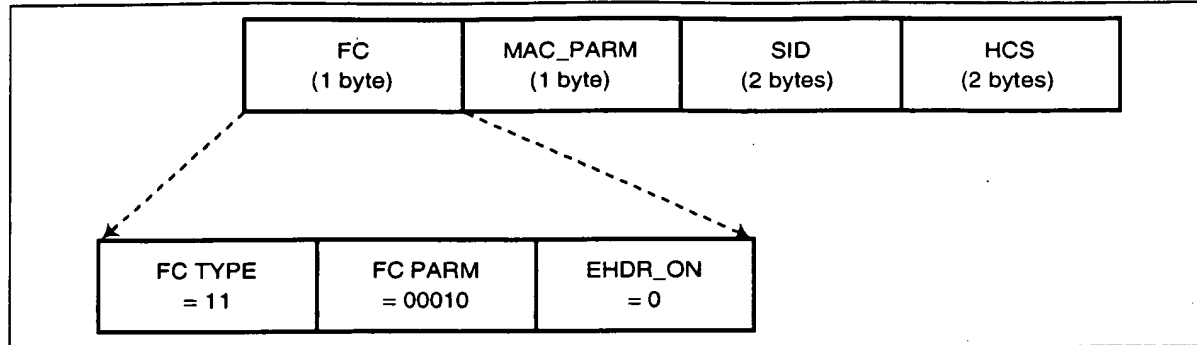 FC
(1 byte)
MAC_PARM
(1 byte)
SID
(2 bytes)
HCS
(2 bytes)
FC TYPE
= 11
FC PARM
= 00010
EHDR_ON
= 0